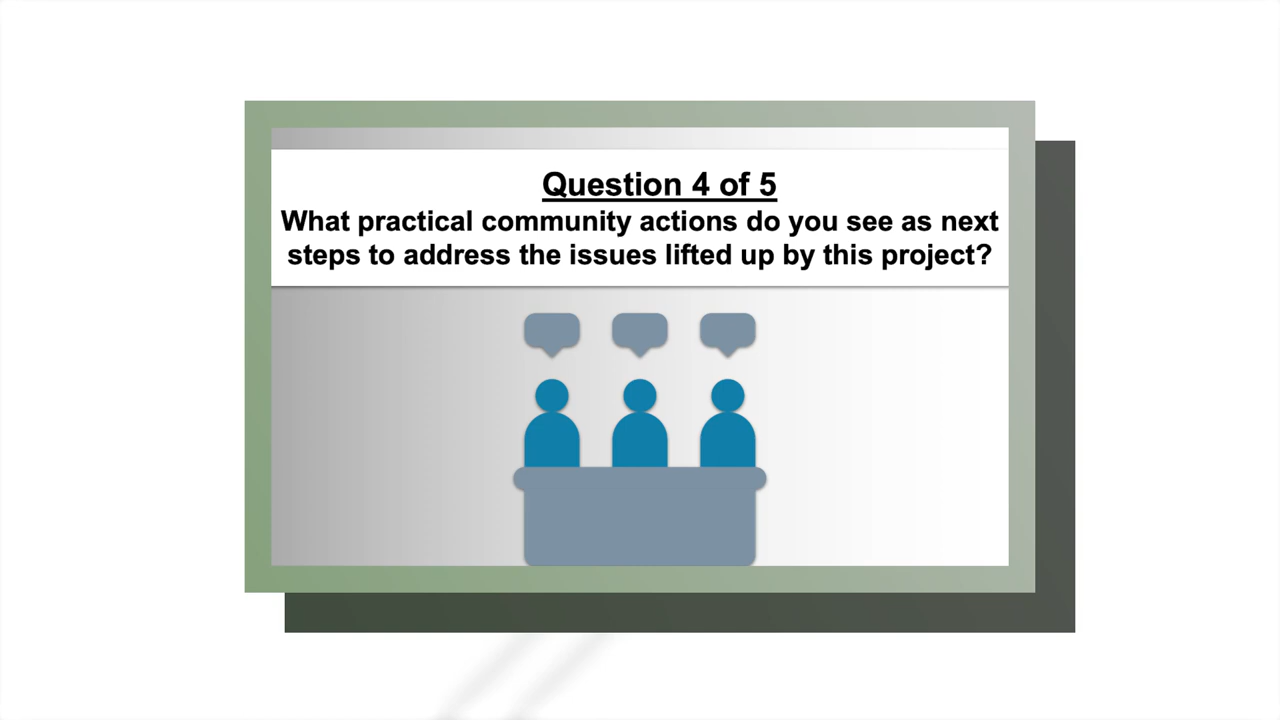 Question 4 of 5
What practical community actions do you see as next
steps to address the issues lifted up by this project?